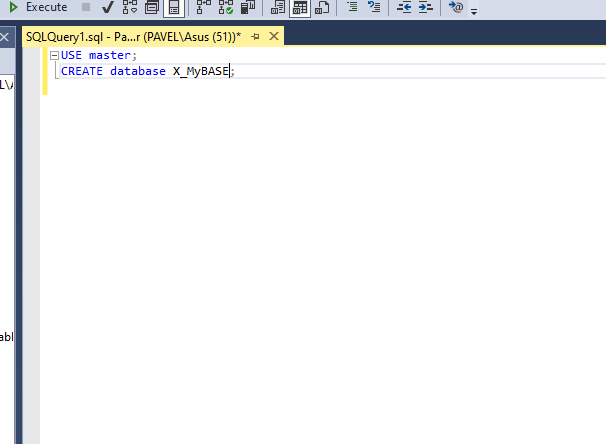 Execute
SQLQuery1.sql - Pa...r (PAVEL\Asus (51))*
USE master;
CREATE database X_MyBASE;